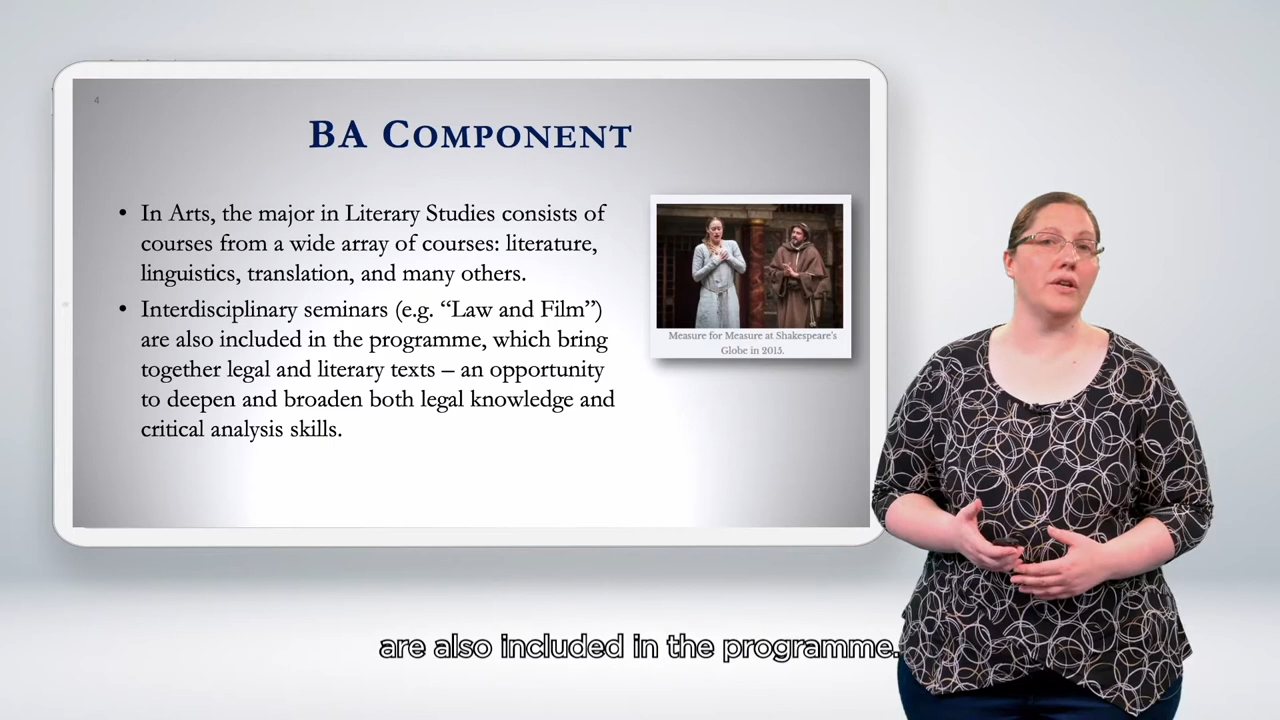 4
BA COMPONENT
• In Arts, the major in Literary Studies consists of
courses from a wide array of courses: literature,
linguistics, translation, and many others.
• Interdisciplinary seminars (e.g. “Law and Film”)
are also included in the programme, which bring
together legal and literary texts – an opportunity
to deepen and broaden both legal knowledge and
critical analysis skills.
Measure for Measure at Shakespeare's
Globe in 2015.
are also included in the programme.